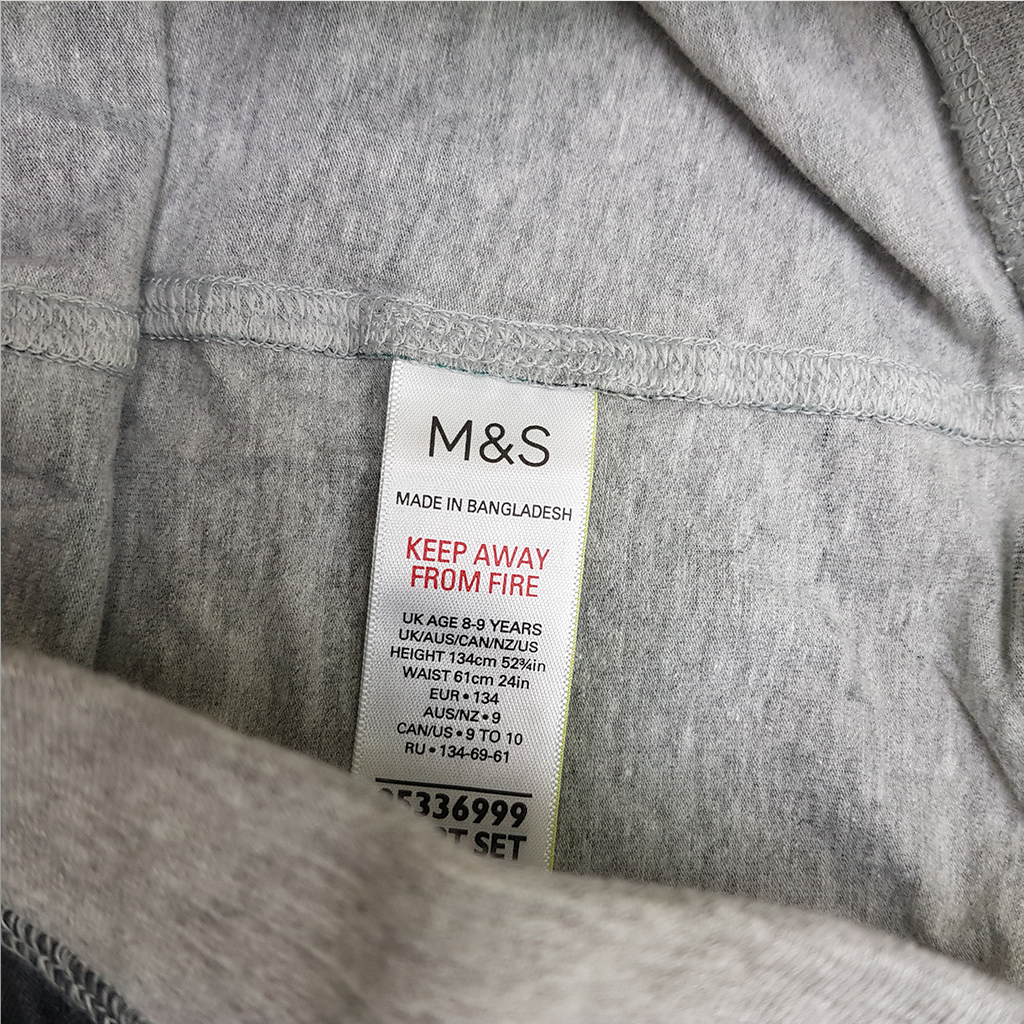 M&S
MADE IN BANGLADESH
KEEP AWAY
FROM FIRE
UK AGE 8-9 YEARS
UK/AUS/CAN/NZ/US
HEIGHT 134cm 52¾in
WAIST 61cm 24in
EUR • 134
AUS/NZ • 9
CAN/US • 9 TO 10
RU • 134-69-61
SET